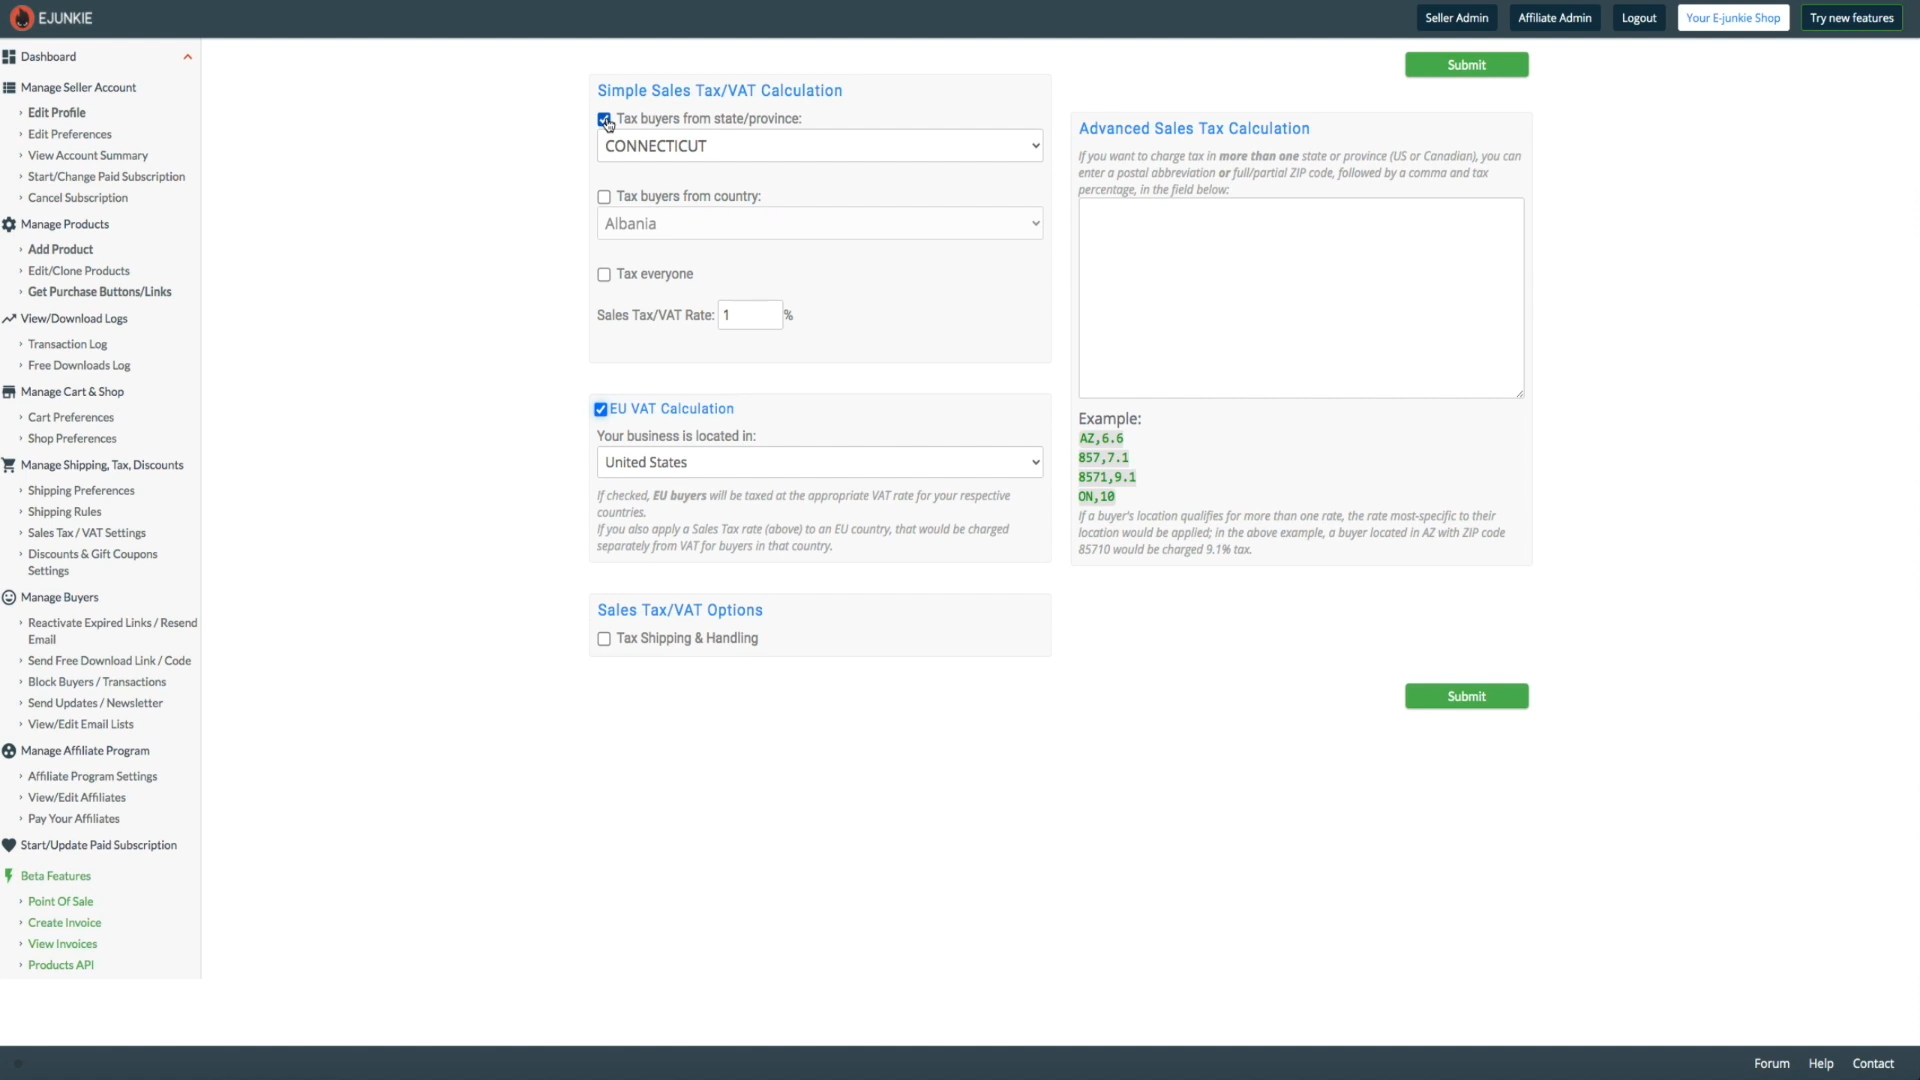 EJUNKIE
Seller Admin
Affiliate Admin
Logout
Your E-junkie Shop
Try new features
Dashboard
Manage Seller Account
Edit Profile
Edit Preferences
View Account Summary
Start/Change Paid Subscription
Cancel Subscription
Manage Products
Add Product
Edit/Clone Products
Get Purchase Buttons/Links
View/Download Logs
Transaction Log
Free Downloads Log
Manage Cart & Shop
Cart Preferences
Shop Preferences
Manage Shipping, Tax, Discounts
Shipping Preferences
Shipping Rules
Sales Tax / VAT Settings
Discounts & Gift Coupons
Settings
Manage Buyers
Reactivate Expired Links / Resend
Email
Send Free Download Link / Code
Block Buyers / Transactions
Send Updates / Newsletter
View/Edit Email Lists
Manage Affiliate Program
Affiliate Program Settings
View/Edit Affiliates
Pay Your Affiliates
Start/Update Paid Subscription
Beta Features
Point Of Sale
Create Invoice
View Invoices
Products API
Submit
Simple Sales Tax/VAT Calculation
Tax buyers from state/province:
CONNECTICUT
Tax buyers from country:
Albania
Tax everyone
Sales Tax/VAT Rate: 1 %
EU VAT Calculation
Your business is located in:
United States
If checked, EU buyers will be taxed at the appropriate VAT rate for your respective
countries.
If you also apply a Sales Tax rate (above) to an EU country, that would be charged
separately from VAT for buyers in that country.
Sales Tax/VAT Options
Tax Shipping & Handling
Advanced Sales Tax Calculation
If you want to charge tax in more than one state or province (US or Canadian), you can
enter a postal abbreviation or full/partial ZIP code, followed by a comma and tax
percentage, in the field below:
Example:
AZ,6.6
857,7.1
8571,9.1
ON,10
If a buyer's location qualifies for more than one rate, the rate most-specific to their
location would be applied; in the above example, a buyer located in AZ with ZIP code
85710 would be charged 9.1% tax.
Submit
Forum
Help
Contact